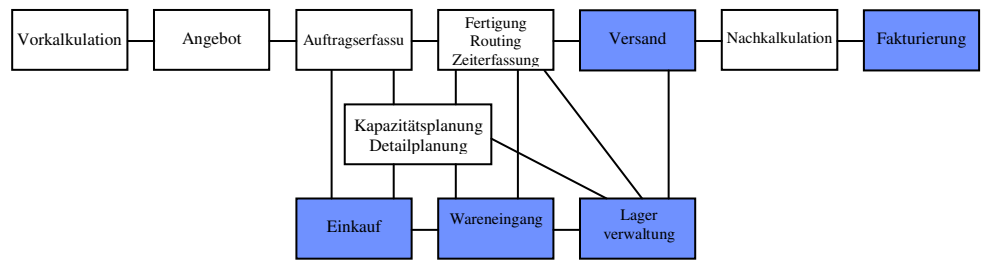 Vorkalkulation
Angebot
Auftragserfassu
Fertigung
Routing
Zeiterfassung
Versand
Nachkalkulation
Fakturierung
Kapazitätsplanung
Detailplanung
Einkauf
Wareneingang
Lager
verwaltung